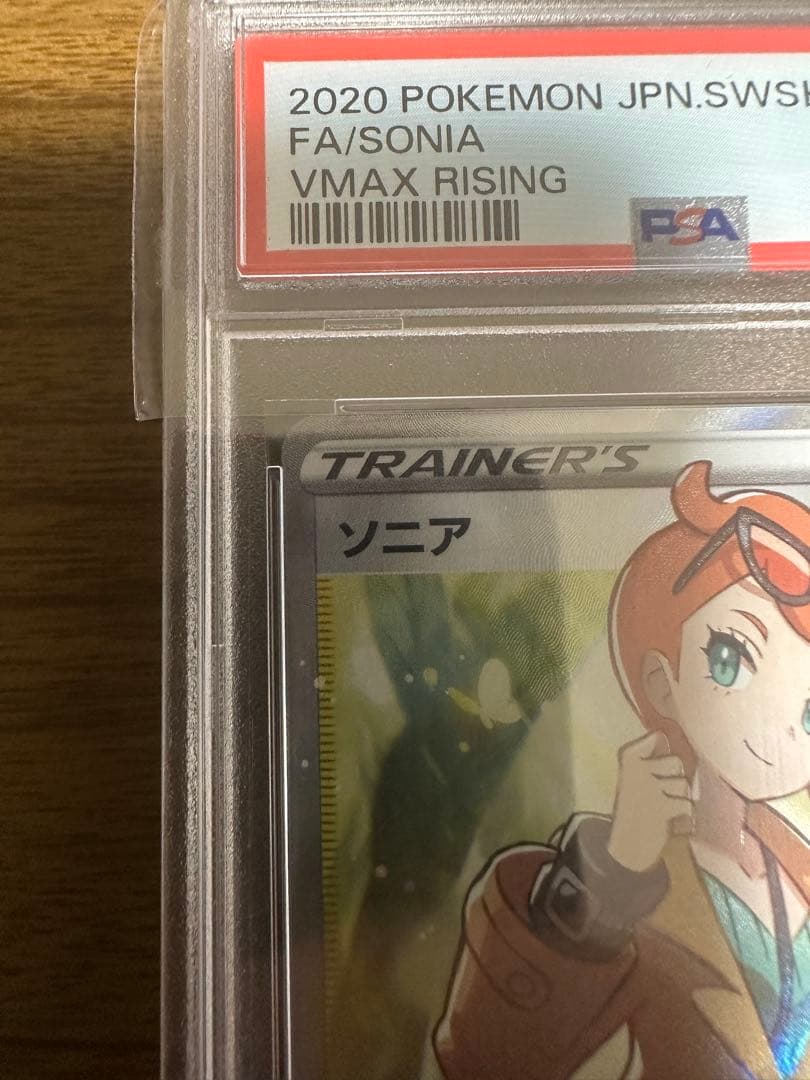 2020 POKEMON JPN.SWSH
FA/SONIA
VMAX RISING
PSA
TRAINER'S
ソニア